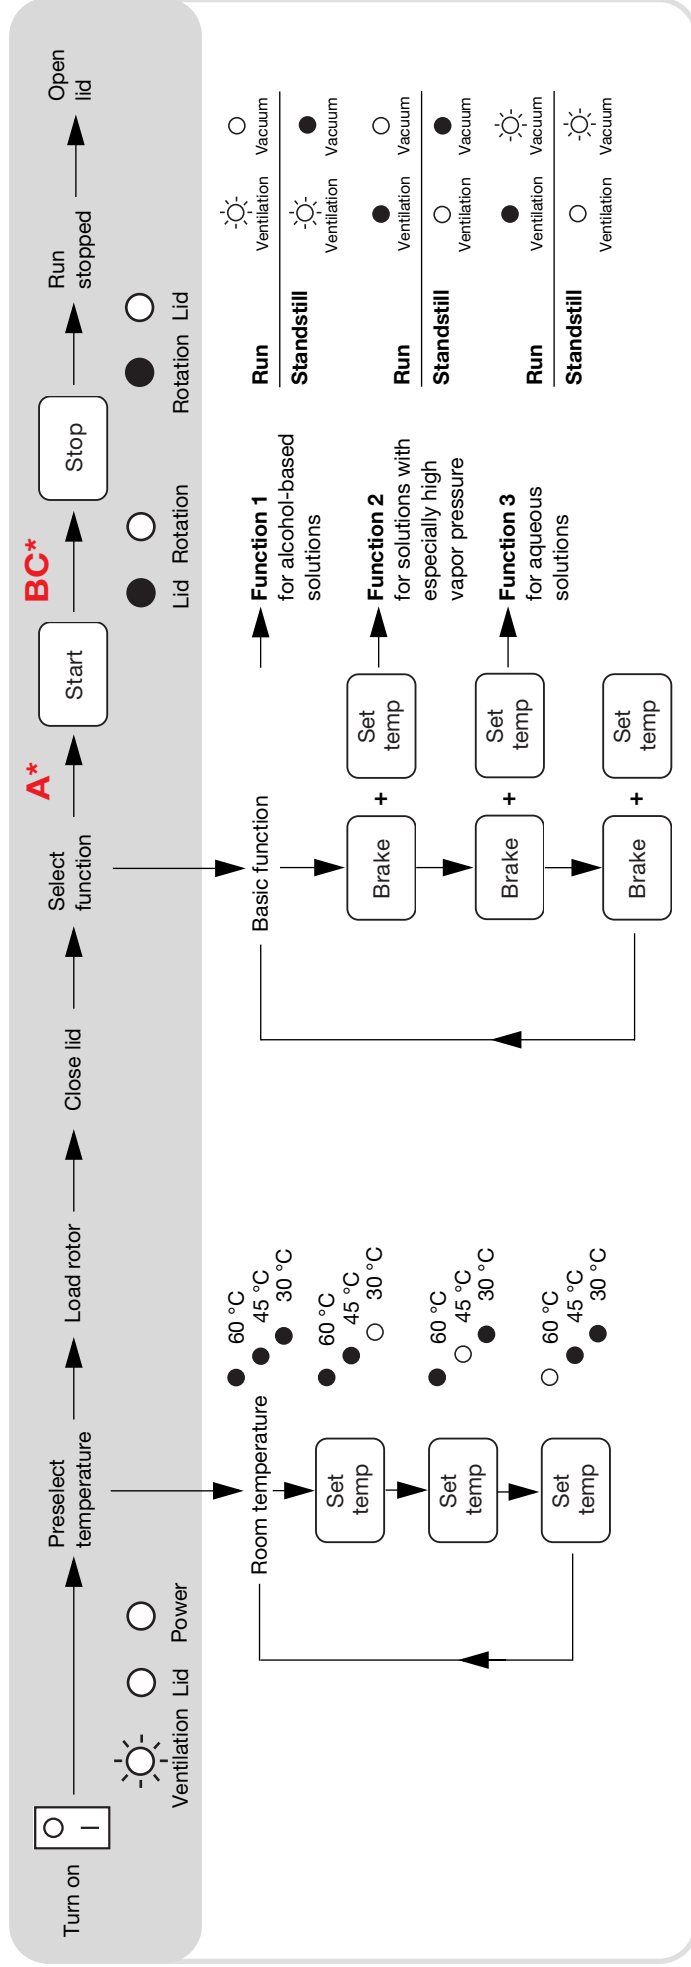 Turn on
Ventilation Lid Power
Preselect
temperature
Load rotor
Close lid
Select
function
A*
Start
BC*
Lid Rotation
Stop
Rotation Lid
Run
stopped
Open
lid
Room temperature
60 °C
45 °C
30 °C
Set
temp
60 °C
45 °C
30 °C
Set
temp
60 °C
45 °C
30 °C
Set
temp
60 °C
45 °C
30 °C
Basic function
Function 1
for alcohol-based
solutions
Run
Ventilation Vacuum
Standstill
Ventilation Vacuum
Brake
+
Set
temp
Function 2
for solutions with
especially high
vapor pressure
Run
Ventilation Vacuum
Standstill
Ventilation Vacuum
Brake
+
Set
temp
Function 3
for aqueous
solutions
Run
Ventilation Vacuum
Standstill
Ventilation Vacuum
Brake
+
Set
temp